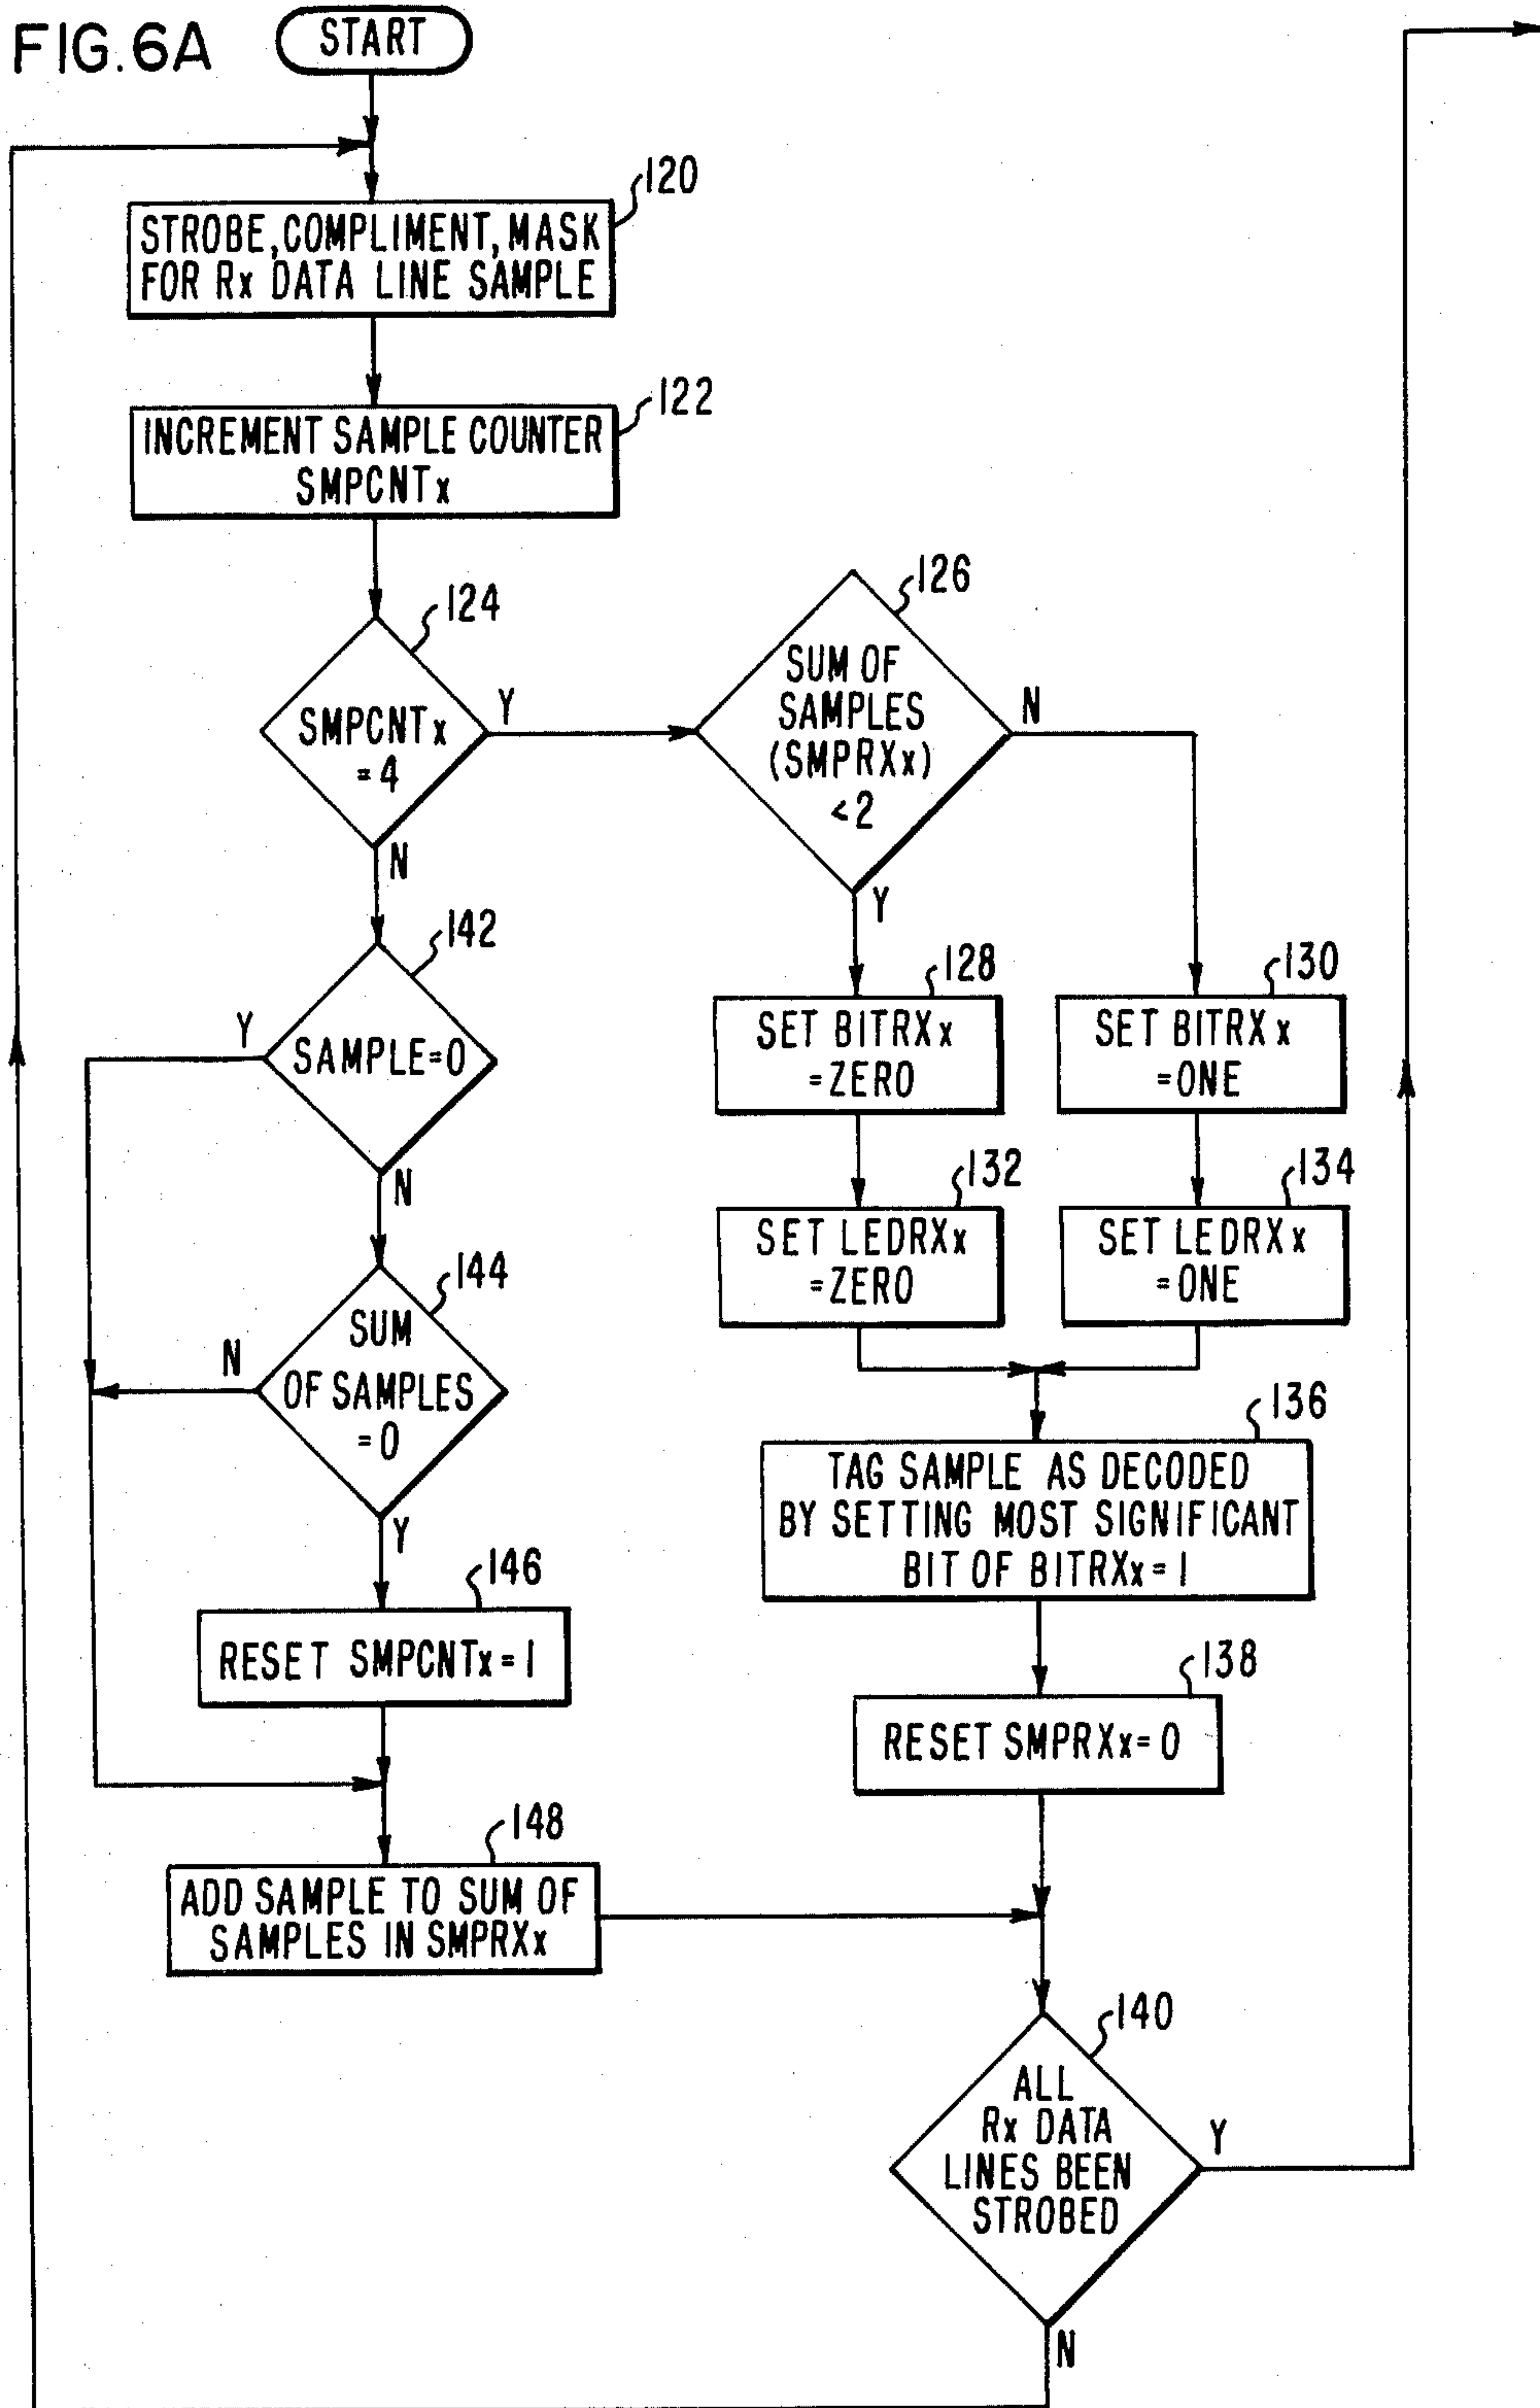 FIG.6A
START
120
STROBE, COMPLIMENT, MASK
FOR Rx DATA LINE SAMPLE
122
INCREMENT SAMPLE COUNTER
SMPCNTx
124
SMPCNTx
=4
Y
N
126
SUM OF
SAMPLES
(SMPRXx)
<2
N
Y
128
SET BITRXx
=ZERO
130
SET BITRXx
=ONE
132
SET LEDRXx
=ZERO
134
SET LEDRXx
=ONE
136
TAG SAMPLE AS DECODED
BY SETTING MOST SIGNIFICANT
BIT OF BITRXx=1
138
RESET SMPRXx=0
142
SAMPLE=0
Y
N
144
SUM
OF SAMPLES
=0
N
Y
146
RESET SMPCNTx=1
148
ADD SAMPLE TO SUM OF
SAMPLES IN SMPRXx
140
ALL
Rx DATA
LINES BEEN
STROBED
Y
N